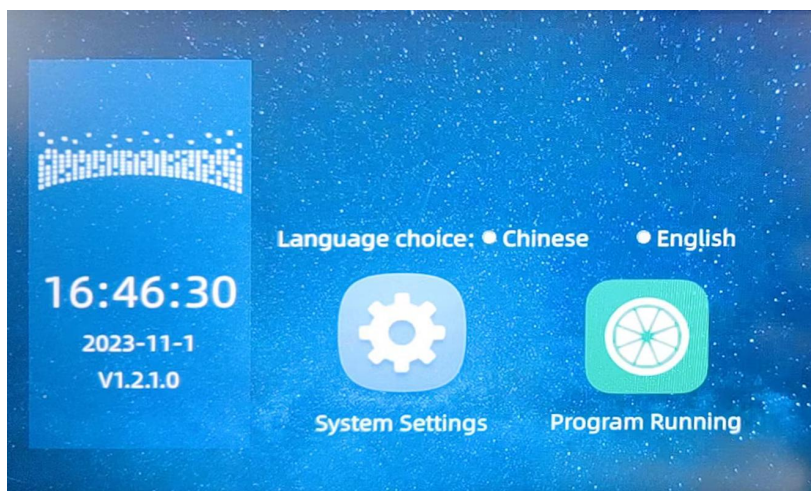 Language choice: Chinese English
16:46:30
2023-11-1
V1.2.1.0
System Settings
Program Running